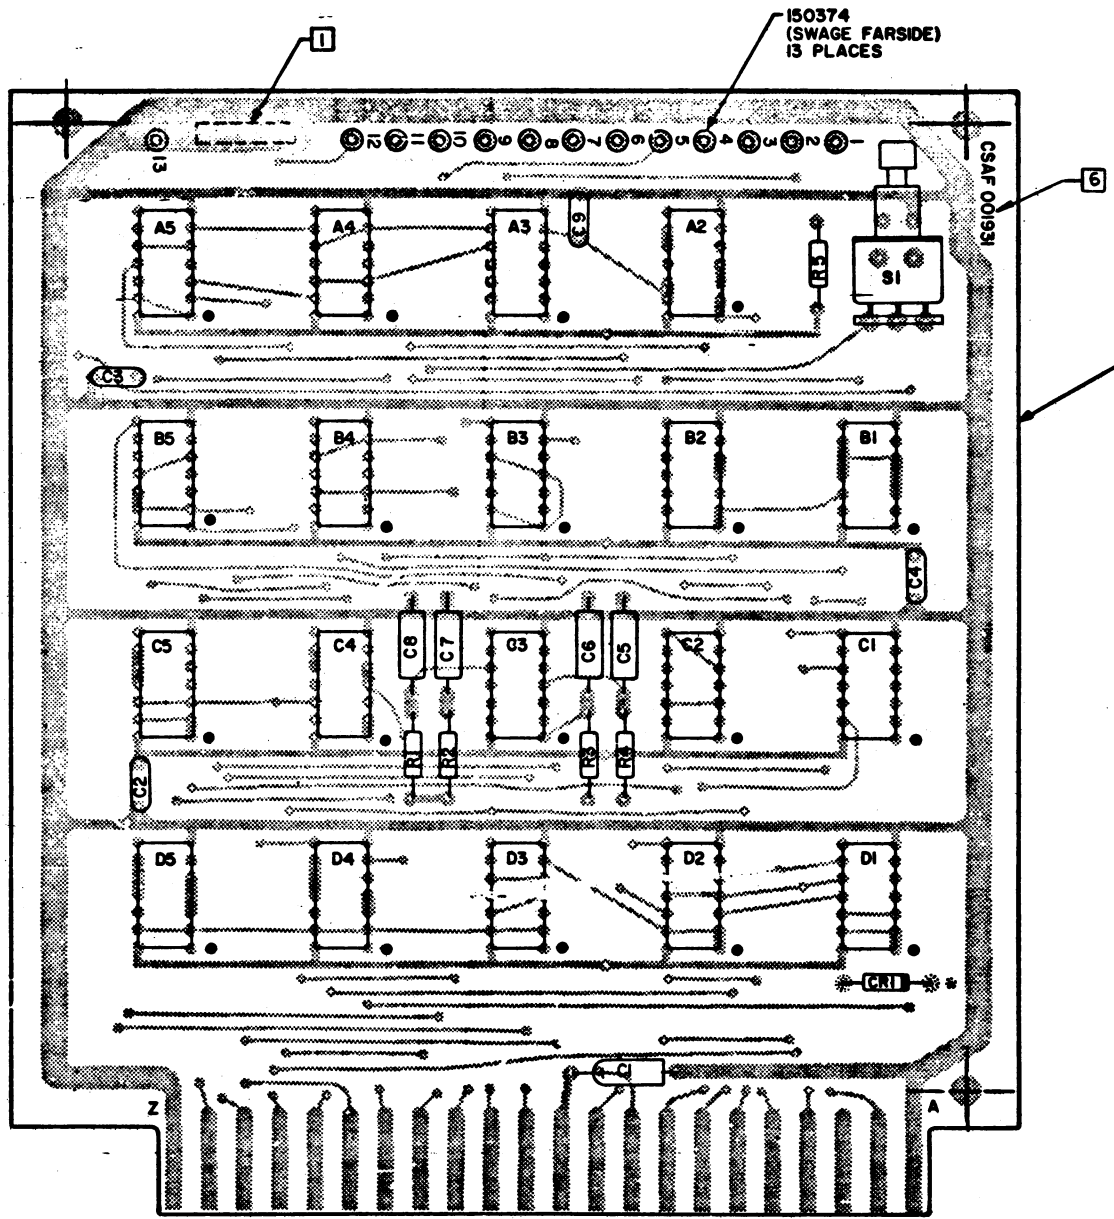 150374
(SWAGE FARSIDE)
13 PLACES
1
13
12
11
10
9
8
7
6
5
4
3
2
1
CSAF 001931
6
A5
A4
A3
C9
A2
R5
S1
C3
B5
B4
B3
B2
B1
C4
C5
C4
C8
C7
C3
C6
C5
C2
C1
R1
R2
R3
R4
C2
D5
D4
D3
D2
D1
CR1
C1
Z
A